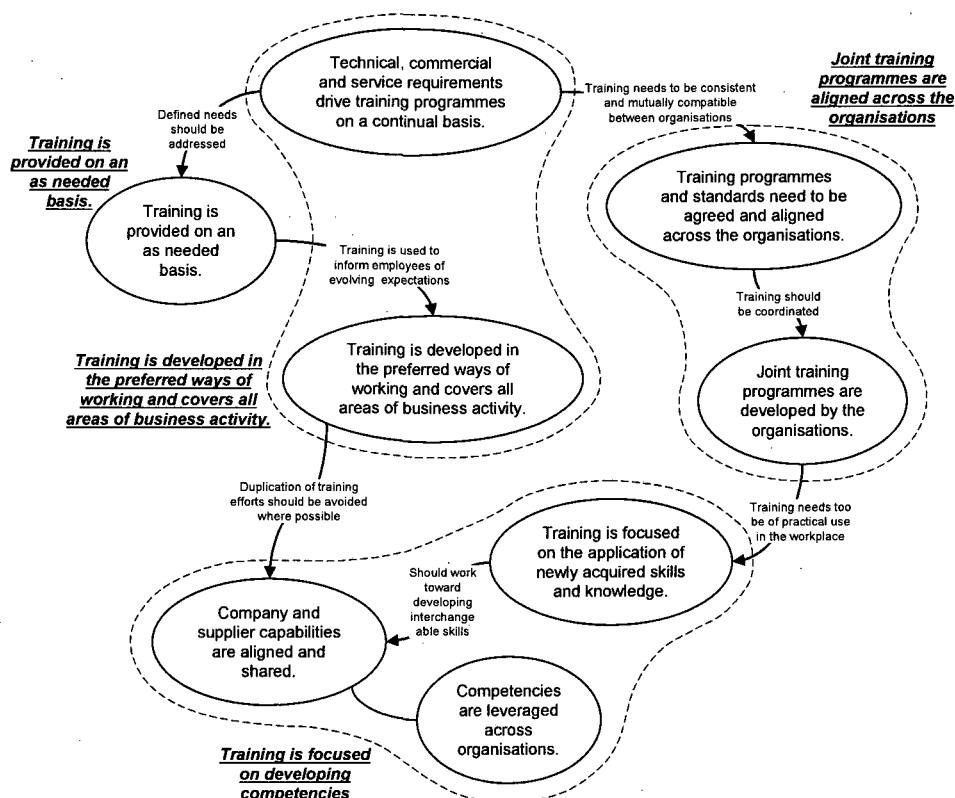 Technical, commercial
and service requirements
drive training programmes
on a continual basis.
Joint training
programmes are
aligned across the
organisations
Training needs to be consistent
and mutually compatible
between organisations
Defined needs
should be
addressed
Training is
provided on an
as needed
basis.
Training is
provided on an
as needed
basis.
Training programmes
and standards need to be
agreed and aligned
across the organisations.
Training is used to
inform employees of
evolving expectations
Training should
be coordinated
Training is developed in
the preferred ways of
working and covers all
areas of business activity.
Training is developed in
the preferred ways of
working and covers all
areas of business activity.
Joint training
programmes are
developed by the
organisations.
Duplication of training
efforts should be avoided
where possible
Training needs too
be of practical use
in the workplace
Training is focused
on the application of
newly acquired skills
and knowledge.
Should work
toward
developing
interchange
able skills
Company and
supplier capabilities
are aligned and
shared.
Competencies
are leveraged
across
organisations.
Training is focused
on developing
competencies